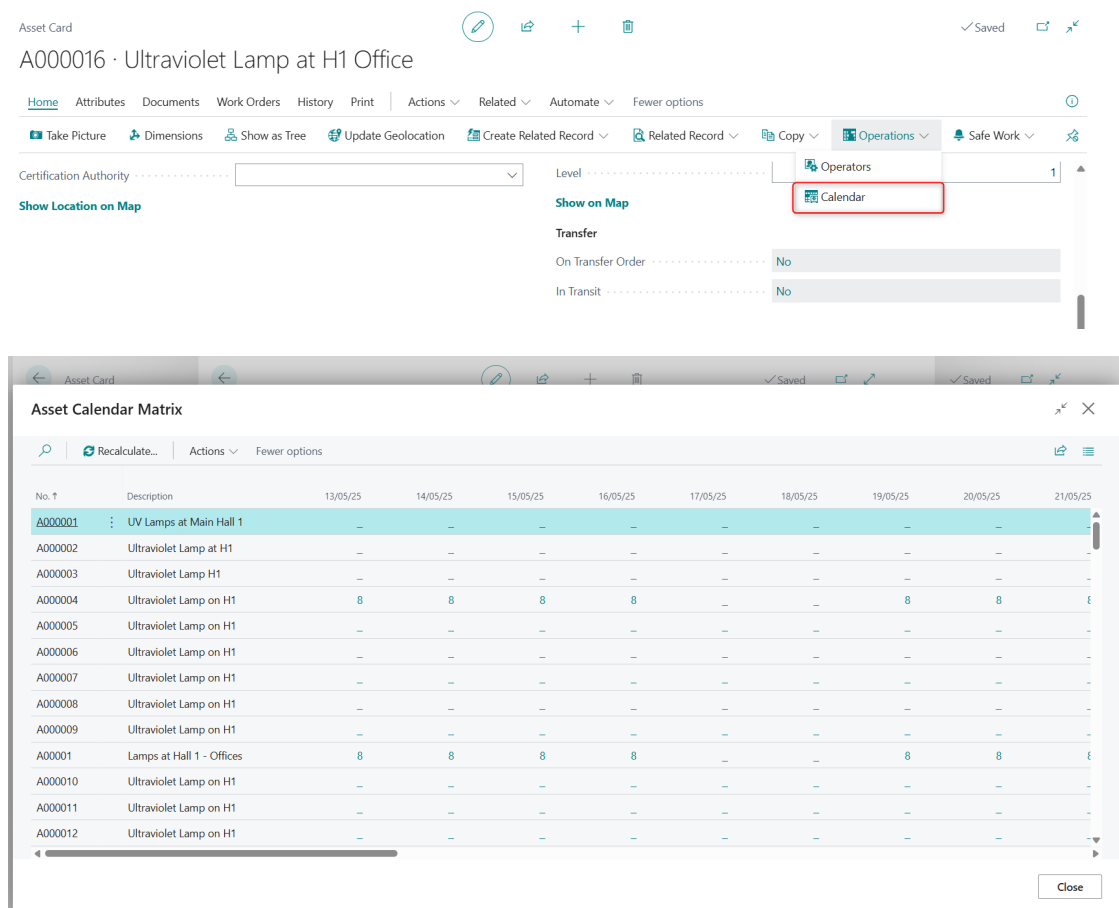 Asset Card
Saved
A000016 · Ultraviolet Lamp at H1 Office
Home Attributes Documents Work Orders History Print Actions Related Automate Fewer options
Take Picture Dimensions Show as Tree Update Geolocation Create Related Record Related Record Copy Operations Safe Work
Operators
Calendar
Certification Authority
Level 1
Show Location on Map
Show on Map
Transfer
On Transfer Order No
In Transit No
Asset Card Saved Saved
Asset Calendar Matrix
Recalculate... Actions Fewer options
No. ↑ Description 13/05/25 14/05/25 15/05/25 16/05/25 17/05/25 18/05/25 19/05/25 20/05/25 21/05/25
A000001 UV Lamps at Main Hall 1 _ _ _ _ _ _ _ _ _
A000002 Ultraviolet Lamp at H1 _ _ _ _ _ _ _ _ _
A000003 Ultraviolet Lamp H1 _ _ _ _ _ _ _ _ _
A000004 Ultraviolet Lamp on H1 8 8 8 8 _ _ 8 8 8
A000005 Ultraviolet Lamp on H1 _ _ _ _ _ _ _ _ _
A000006 Ultraviolet Lamp on H1 _ _ _ _ _ _ _ _ _
A000007 Ultraviolet Lamp on H1 _ _ _ _ _ _ _ _ _
A000008 Ultraviolet Lamp on H1 _ _ _ _ _ _ _ _ _
A000009 Ultraviolet Lamp on H1 _ _ _ _ _ _ _ _ _
A00001 Lamps at Hall 1 - Offices 8 8 8 8 _ _ 8 8 8
A000010 Ultraviolet Lamp on H1 _ _ _ _ _ _ _ _ _
A000011 Ultraviolet Lamp on H1 _ _ _ _ _ _ _ _ _
A000012 Ultraviolet Lamp on H1 _ _ _ _ _ _ _ _ _
Close